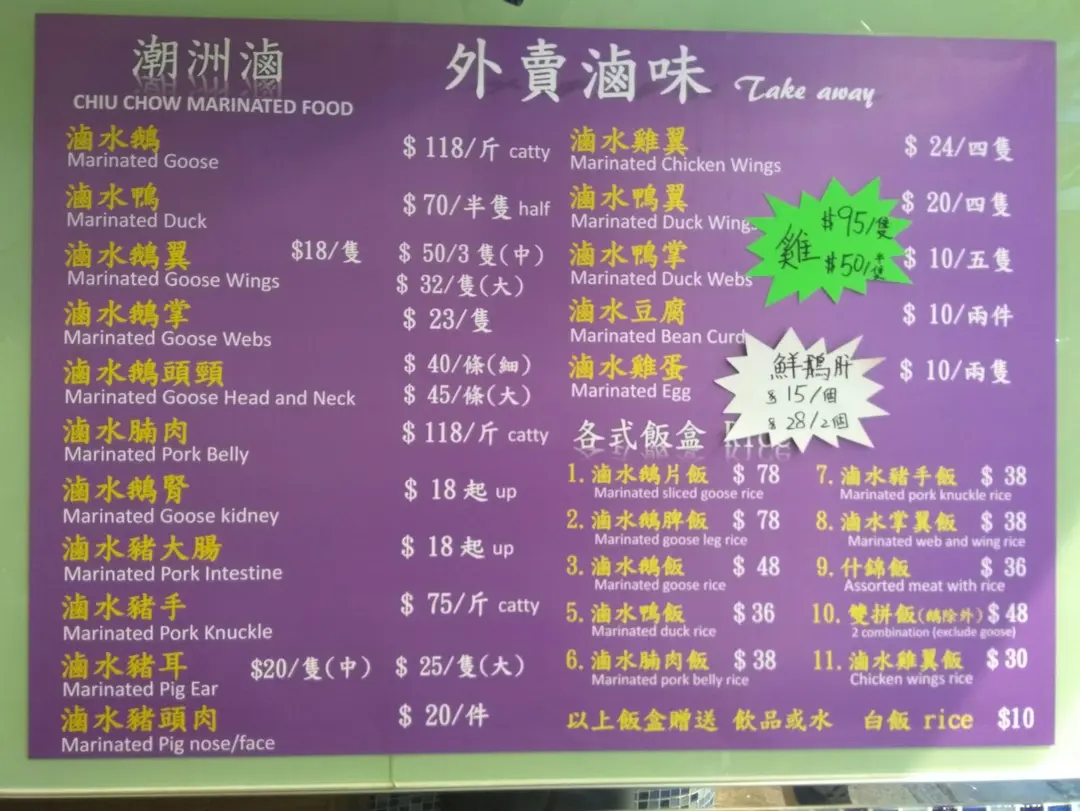 潮洲滷
CHIU CHOW MARINATED FOOD
外賣滷味 Take away
滷水鵝 $ 118/斤 catty
Marinated Goose
滷水鴨 $ 70/半隻 half
Marinated Duck
滷水鵝翼 $18/隻 $ 50/3 隻(中)
Marinated Goose Wings $ 32/隻(大)
滷水鵝掌 $ 23/隻
Marinated Goose Webs
滷水鵝頭頸 $ 40/條(細)
Marinated Goose Head and Neck $ 45/條(大)
滷水腩肉 $ 118/斤 catty
Marinated Pork Belly
滷水鵝腎 $ 18 起 up
Marinated Goose kidney
滷水豬大腸 $ 18 起 up
Marinated Pork Intestine
滷水豬手 $ 75/斤 catty
Marinated Pork Knuckle
滷水豬耳 $20/隻(中) $ 25/隻(大)
Marinated Pig Ear
滷水豬頭肉 $ 20/件
Marinated Pig nose/face
滷水雞翼 $ 24/四隻
Marinated Chicken Wings
滷水鴨翼 $ 20/四隻
Marinated Duck Wing
滷水鴨掌 $ 10/五隻
Marinated Duck Webs
滷水豆腐 $ 10/兩件
Marinated Bean Curd
滷水雞蛋 $ 10/兩隻
Marinated Egg
雞 $95/隻
$50/半隻
鮮鵝肝
$ 15/個
$ 28/2個
各式飯盒 Rice
1. 滷水鵝片飯 $ 78
Marinated sliced goose rice
2. 滷水鵝脾飯 $ 78
Marinated goose leg rice
3. 滷水鵝飯 $ 48
Marinated goose rice
5. 滷水鴨飯 $36
Marinated duck rice
6. 滷水腩肉飯 $ 38
Marinated pork belly rice
7. 滷水豬手飯 $ 38
Marinated pork knuckle rice
8. 滷水掌翼飯 $ 38
Marinated web and wing rice
9. 什錦飯 $ 36
Assorted meat with rice
10. 雙拼飯(鵝除外) $ 48
2 combination (exclude goose)
11. 滷水雞翼飯 $ 30
Chicken wings rice
以上飯盒贈送 飲品或水 白飯 rice $10